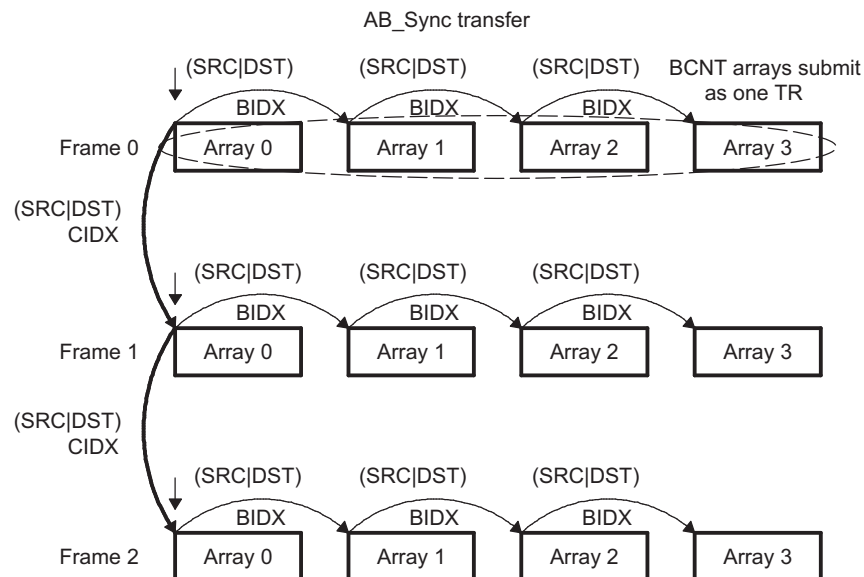 AB_Sync transfer
(SRC|DST) (SRC|DST) (SRC|DST) BCNT arrays submit
as one TR
BIDX BIDX BIDX
Frame 0 Array 0 Array 1 Array 2 Array 3
(SRC|DST)
CIDX
(SRC|DST) (SRC|DST) (SRC|DST)
BIDX BIDX BIDX
Frame 1 Array 0 Array 1 Array 2 Array 3
(SRC|DST)
CIDX
(SRC|DST) (SRC|DST) (SRC|DST)
BIDX BIDX BIDX
Frame 2 Array 0 Array 1 Array 2 Array 3